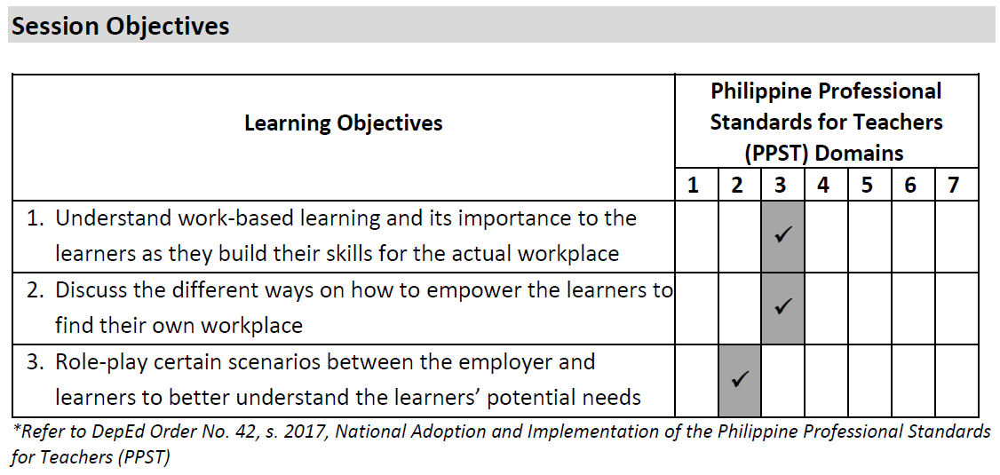 Session Objectives
Learning Objectives
Philippine Professional
Standards for Teachers
(PPST) Domains
1 2 3 4 5 6 7
1. Understand work-based learning and its importance to the
learners as they build their skills for the actual workplace
✓
2. Discuss the different ways on how to empower the learners to
find their own workplace
✓
3. Role-play certain scenarios between the employer and
learners to better understand the learners’ potential needs
✓
*Refer to DepEd Order No. 42, s. 2017, National Adoption and Implementation of the Philippine Professional Standards
for Teachers (PPST)